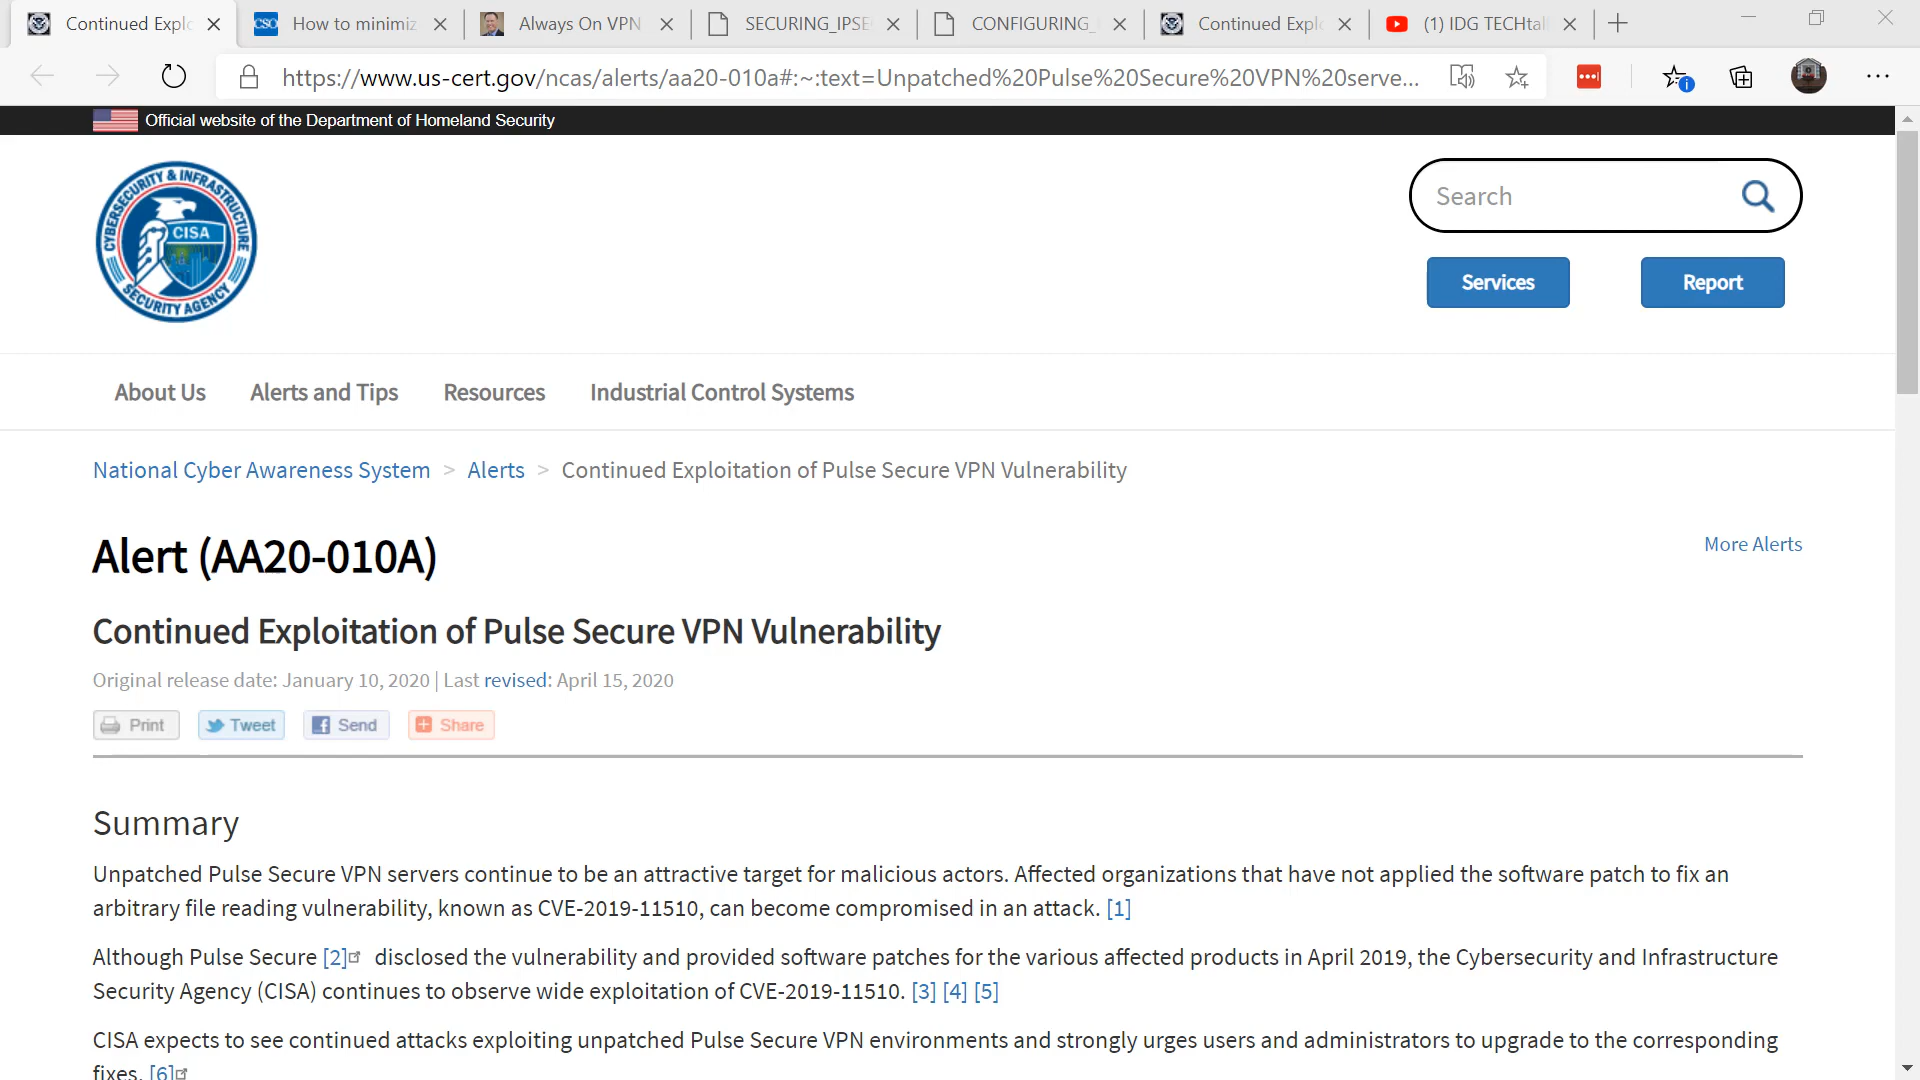 Continued Explo
CSO
How to minimiz
Always On VPN
SECURING_IPSE
CONFIGURING_
Continued Explo
(1) IDG TECHtal
https://www.us-cert.gov/ncas/alerts/aa20-010a#:~:text=Unpatched%20Pulse%20Secure%20VPN%20serve...
Official website of the Department of Homeland Security
CYBERSECURITY & INFRASTRUCTURE
CISA
SECURITY AGENCY
Search
Services
Report
About Us
Alerts and Tips
Resources
Industrial Control Systems
National Cyber Awareness System > Alerts > Continued Exploitation of Pulse Secure VPN Vulnerability
Alert (AA20-010A)
More Alerts
Continued Exploitation of Pulse Secure VPN Vulnerability
Original release date: January 10, 2020 | Last revised: April 15, 2020
Print
Tweet
Send
Share
Summary
Unpatched Pulse Secure VPN servers continue to be an attractive target for malicious actors. Affected organizations that have not applied the software patch to fix an
arbitrary file reading vulnerability, known as CVE-2019-11510, can become compromised in an attack. [1]
Although Pulse Secure [2] disclosed the vulnerability and provided software patches for the various affected products in April 2019, the Cybersecurity and Infrastructure
Security Agency (CISA) continues to observe wide exploitation of CVE-2019-11510. [3] [4] [5]
CISA expects to see continued attacks exploiting unpatched Pulse Secure VPN environments and strongly urges users and administrators to upgrade to the corresponding
fixes. [6]